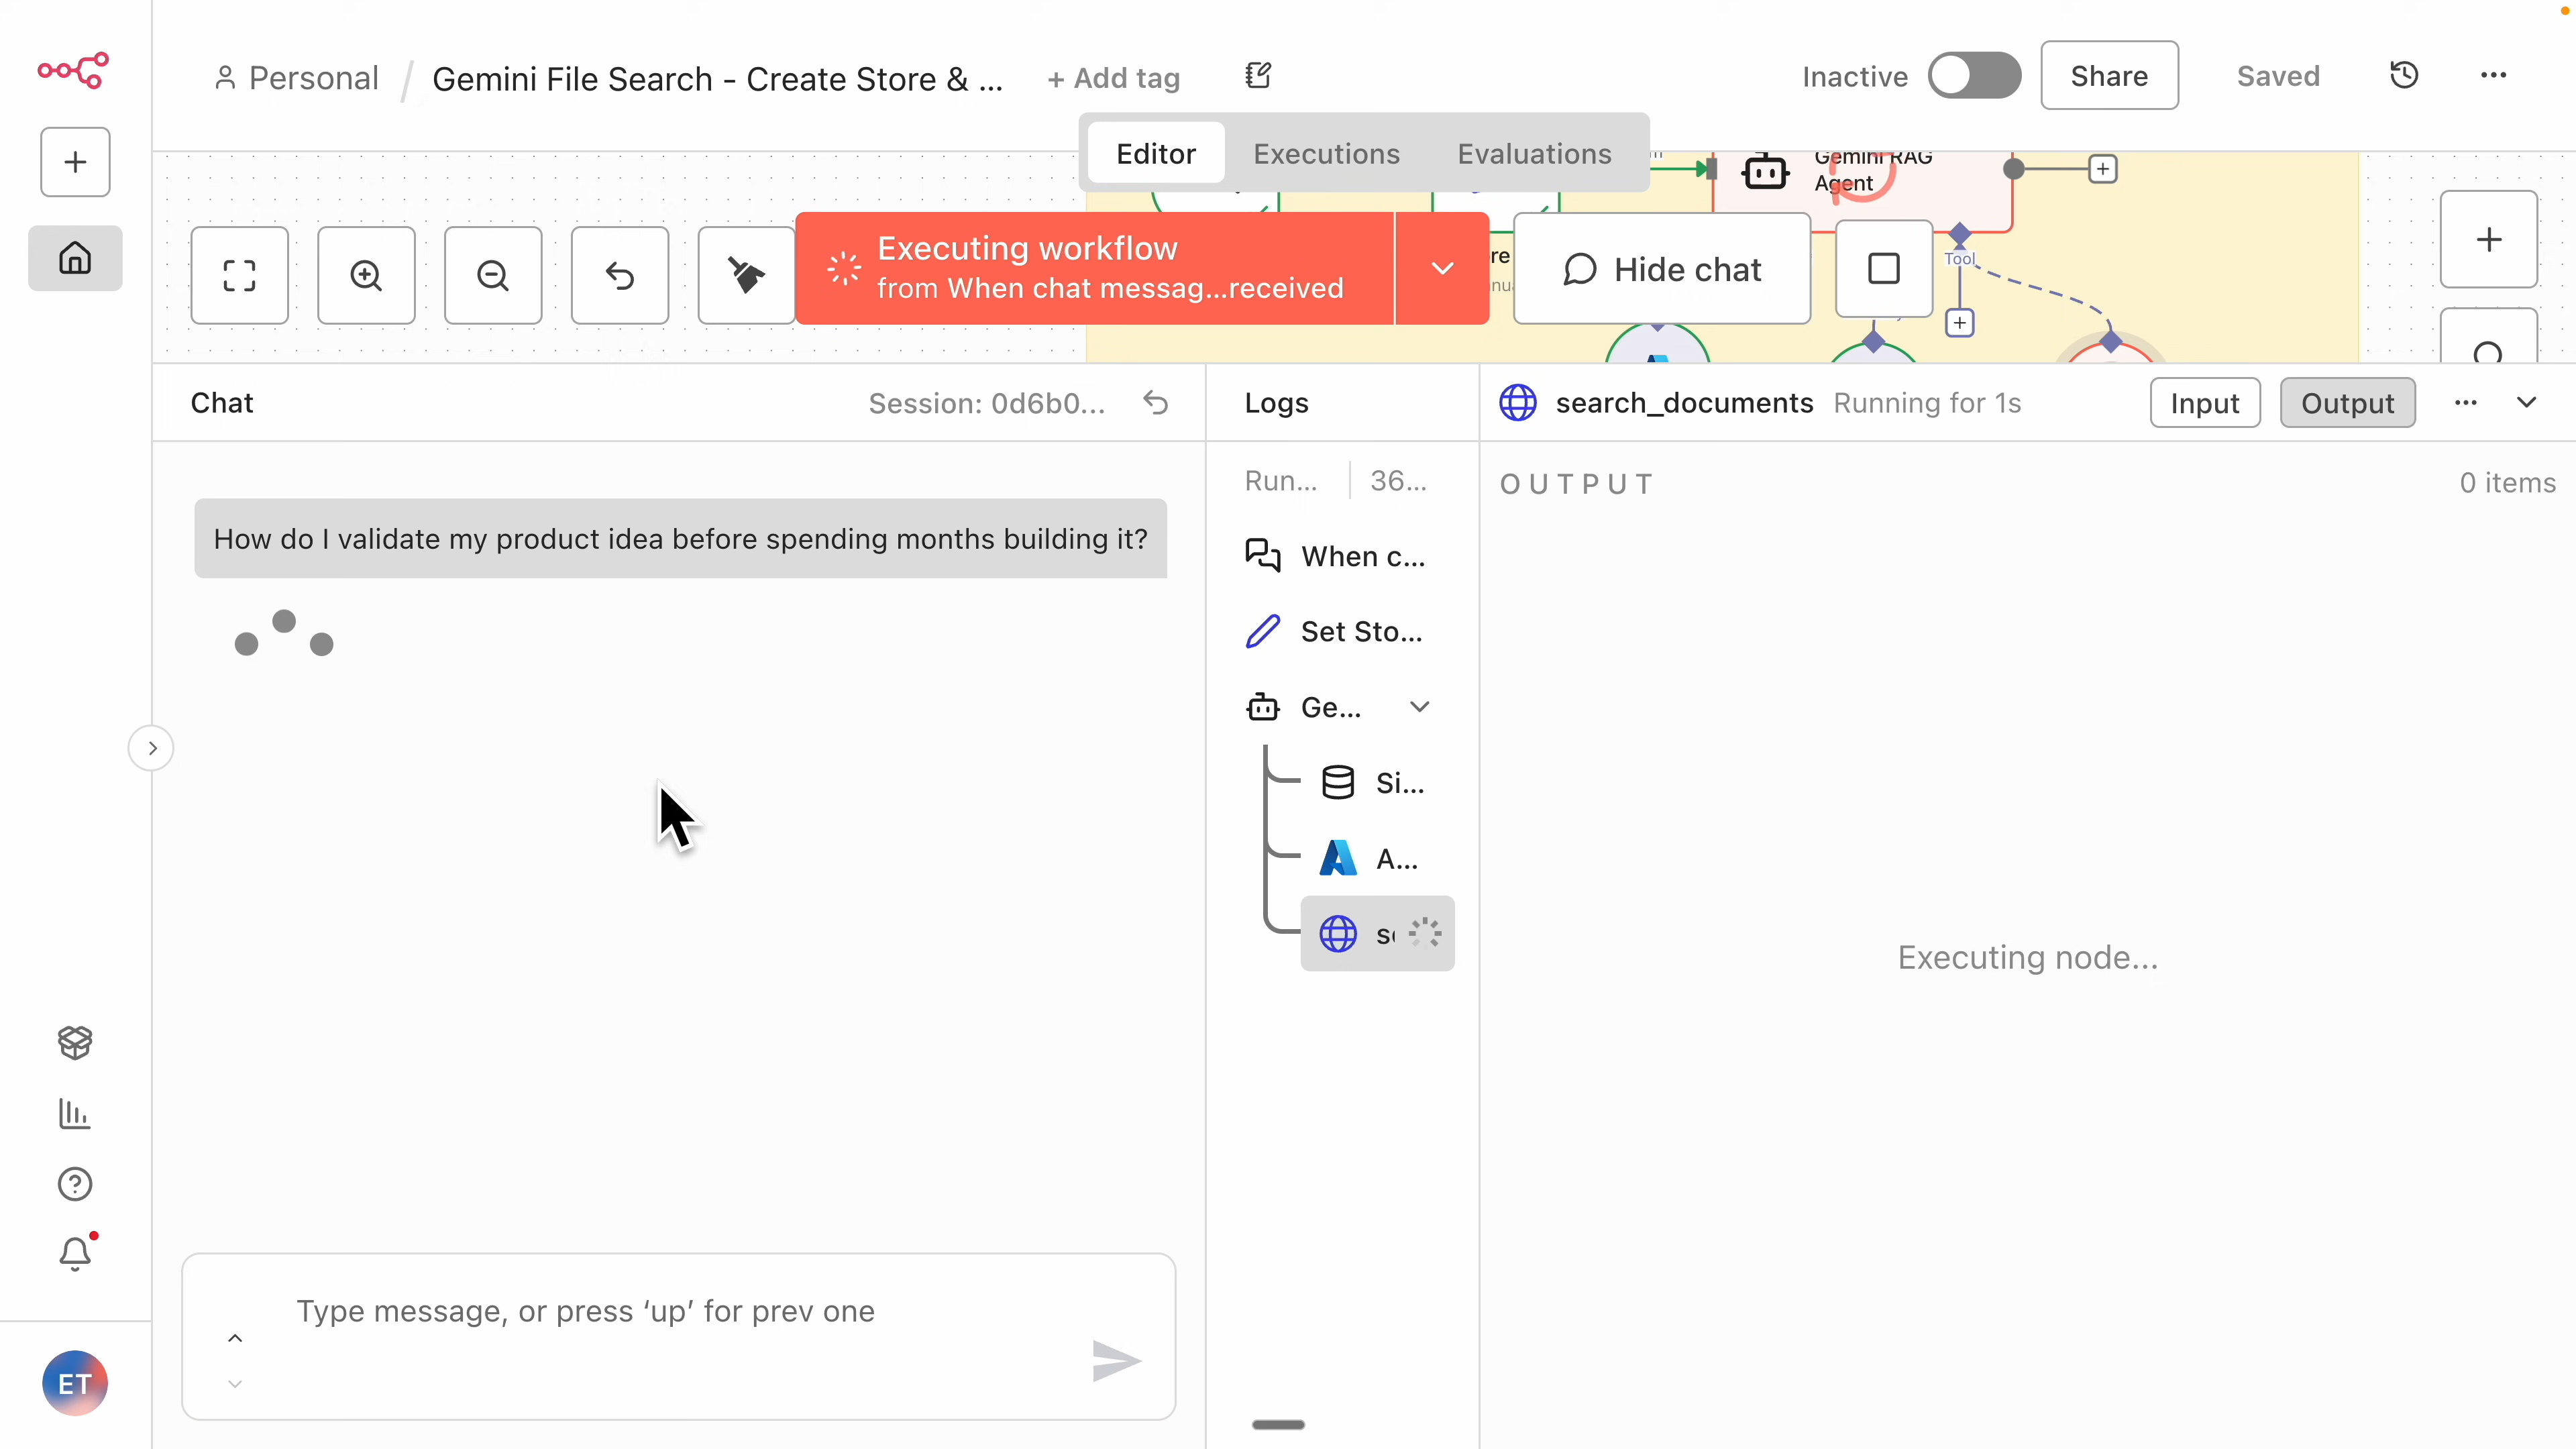 Personal / Gemini File Search - Create Store & ... + Add tag
Inactive Share Saved
Editor Executions Evaluations
Gemini RAG
Agent
Executing workflow
from When chat messag...received
re
Hide chat
Tool
Chat Session: 0d6b0...
Logs
search_documents Running for 1s Input Output
Run... 36...
OUTPUT 0 items
How do I validate my product idea before spending months building it?
When c...
Set Sto...
Ge...
Si...
A...
Executing node...
Type message, or press ‘up’ for prev one
ET